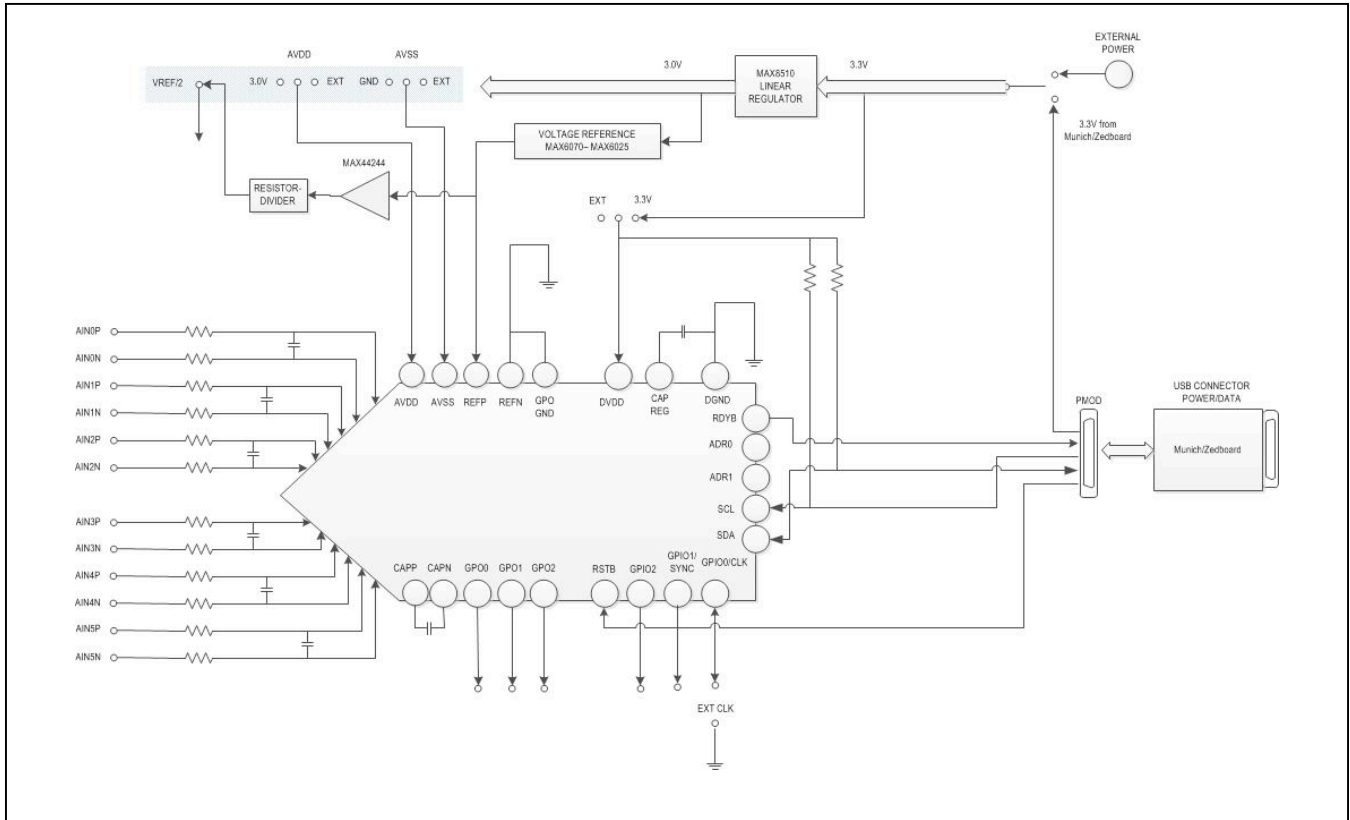 AVDD AVSS
VREF/2 3.0V EXT GND EXT
3.0V
MAX8510
LINEAR
REGULATOR
3.3V
EXTERNAL
POWER
3.3V from
Munich/Zedboard
VOLTAGE REFERENCE
MAX6070– MAX6025
MAX44244
RESISTOR-
DIVIDER
EXT 3.3V
AIN0P
AIN0N
AIN1P
AIN1N
AIN2P
AIN2N
AIN3P
AIN3N
AIN4P
AIN4N
AIN5P
AIN5N
AVDD AVSS REFP REFN GPO
GND
DVDD CAP
REG
DGND
RDYB
ADR0
ADR1
SCL
SDA
CAPP CAPN GPO0 GPO1 GPO2
RSTB GPIO2 GPIO1/
SYNC
GPIO0/CLK
EXT CLK
PMOD
USB CONNECTOR
POWER/DATA
Munich/Zedboard